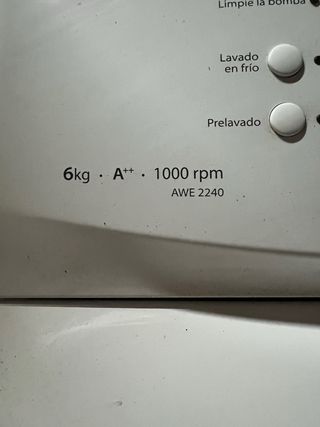 Limpie la bomba
Lavado
en frío
Prelavado
6kg · A++ · 1000 rpm
AWE 2240